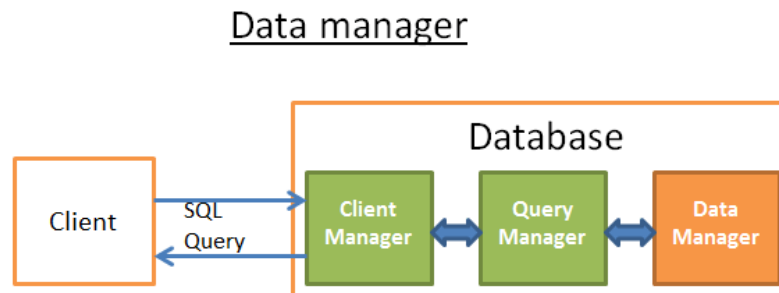 Data manager
Database
Client
SQL
Query
Client
Manager
Query
Manager
Data
Manager